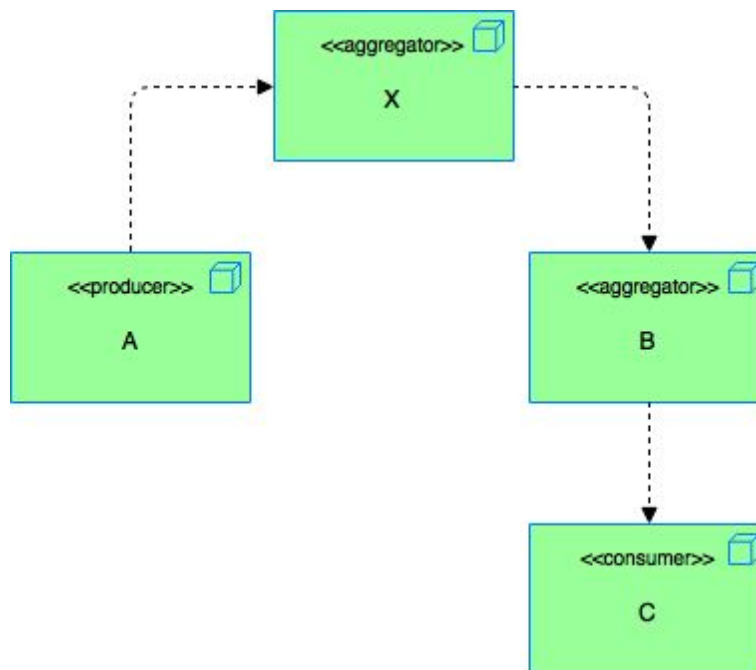 <<aggregator>>
X
<<producer>>
A
<<aggregator>>
B
<<consumer>>
C